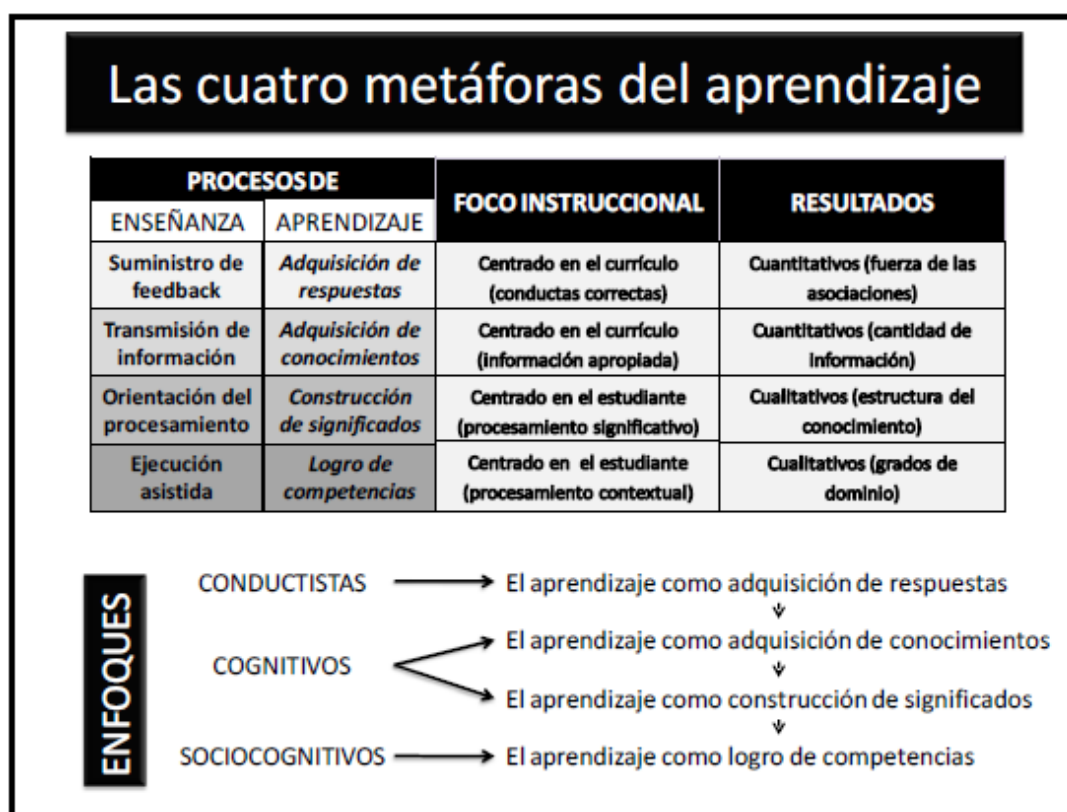 Las cuatro metáforas del aprendizaje
PROCESOS DE
FOCO INSTRUCCIONAL
RESULTADOS
ENSEÑANZA
APRENDIZAJE
Suministro de
feedback
Adquisición de
respuestas
Centrado en el currículo
(conductas correctas)
Cuantitativos (fuerza de las
asociaciones)
Transmisión de
información
Adquisición de
conocimientos
Centrado en el currículo
(información apropiada)
Cuantitativos (cantidad de
información)
Orientación del
procesamiento
Construcción
de significados
Centrado en el estudiante
(procesamiento significativo)
Cualitativos (estructura del
conocimiento)
Ejecución
asistida
Logro de
competencias
Centrado en el estudiante
(procesamiento contextual)
Cualitativos (grados de
dominio)
ENFOQUES
CONDUCTISTAS
El aprendizaje como adquisición de respuestas
COGNITIVOS
El aprendizaje como adquisición de conocimientos
El aprendizaje como construcción de significados
SOCIOCOGNITIVOS
El aprendizaje como logro de competencias